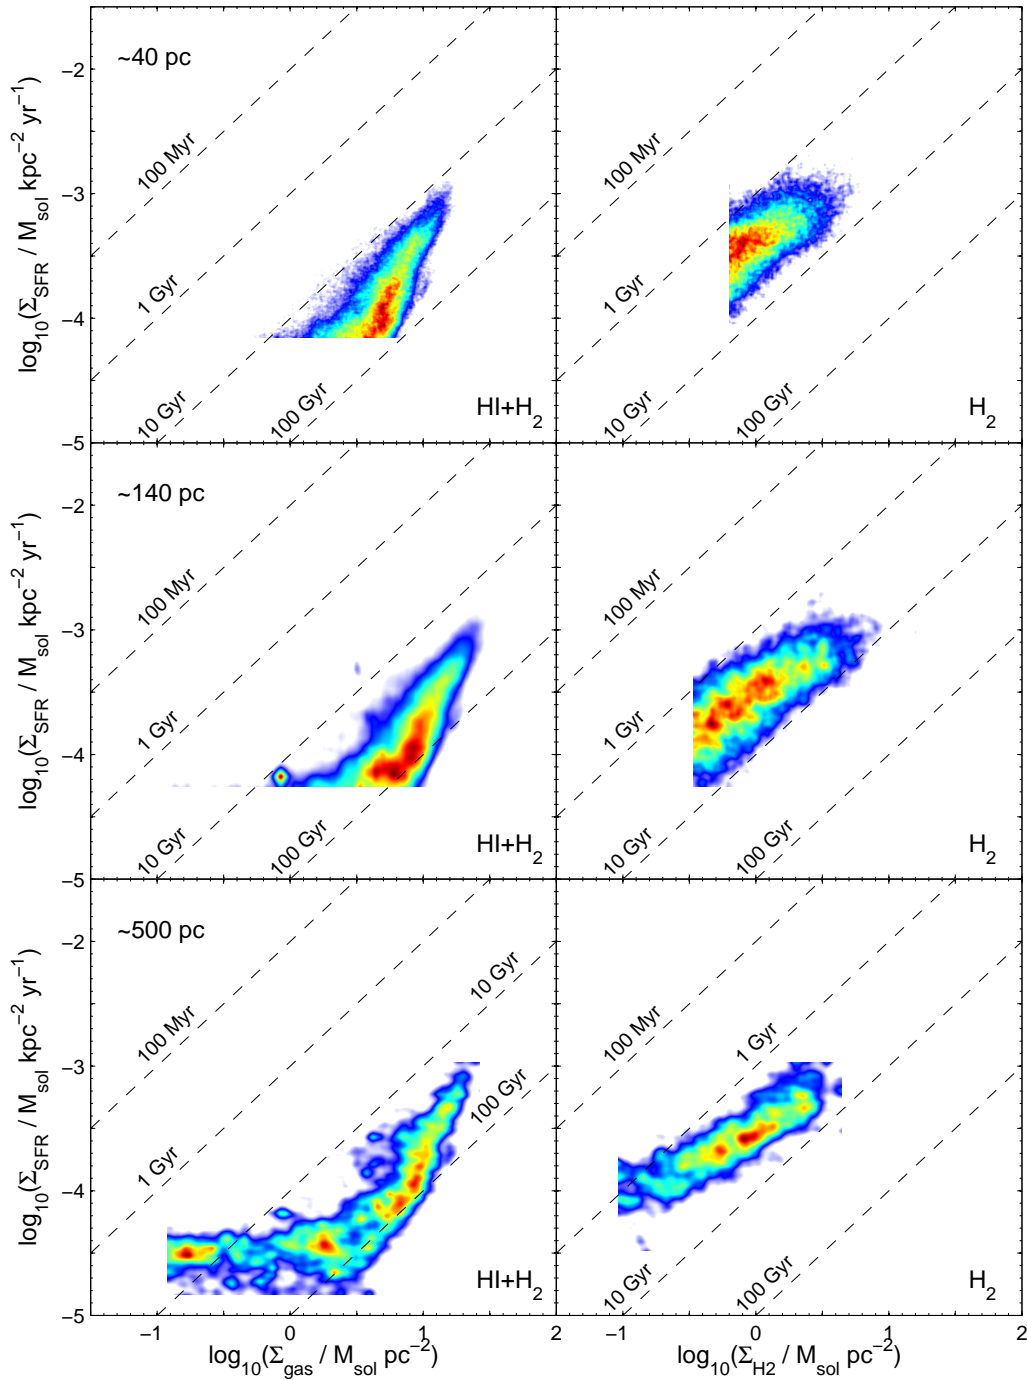 ~40 pc
−2
−3
−4
−5
log10(ΣSFR / Msol kpc−2 yr−1)
100 Myr
1 Gyr
10 Gyr
100 Gyr
HI+H2
100 Myr
1 Gyr
10 Gyr
100 Gyr
H2
~140 pc
−2
−3
−4
−5
log10(ΣSFR / Msol kpc−2 yr−1)
100 Myr
1 Gyr
10 Gyr
100 Gyr
HI+H2
100 Myr
1 Gyr
10 Gyr
100 Gyr
H2
~500 pc
−2
−3
−4
−5
log10(ΣSFR / Msol kpc−2 yr−1)
10 Gyr
100 Myr
100 Gyr
1 Gyr
HI+H2
1 Gyr
100 Myr
10 Gyr
100 Gyr
H2
−1 0 1 −1 0 1 2
log10(Σgas / Msol pc−2)
log10(ΣH2 / Msol pc−2)